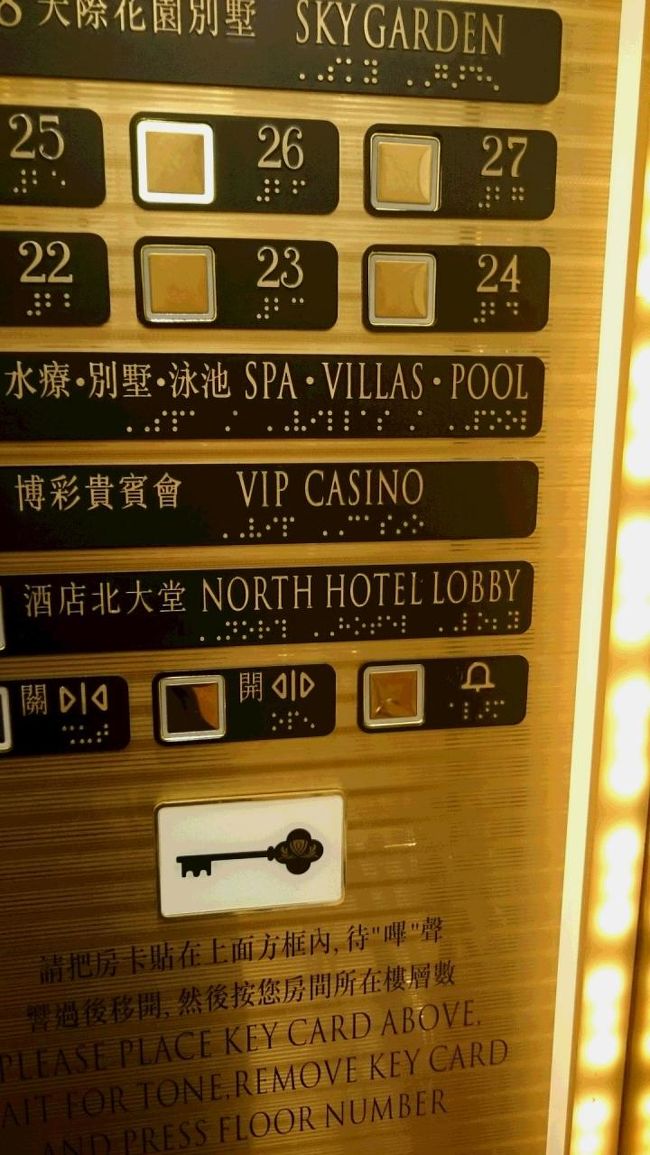 8 天際花園別墅 SKY GARDEN
25 26 27
22 23 24
水療·別墅·泳池 SPA · VILLAS · POOL
博彩貴賓會 VIP CASINO
酒店北大堂 NORTH HOTEL LOBBY
關 開
請把房卡貼在上面方框內, 待"嗶"聲
響過後移開, 然後按您房間所在樓層數
PLEASE PLACE KEY CARD ABOVE,
AIT FOR TONE, REMOVE KEY CARD
AND PRESS FLOOR NUMBER